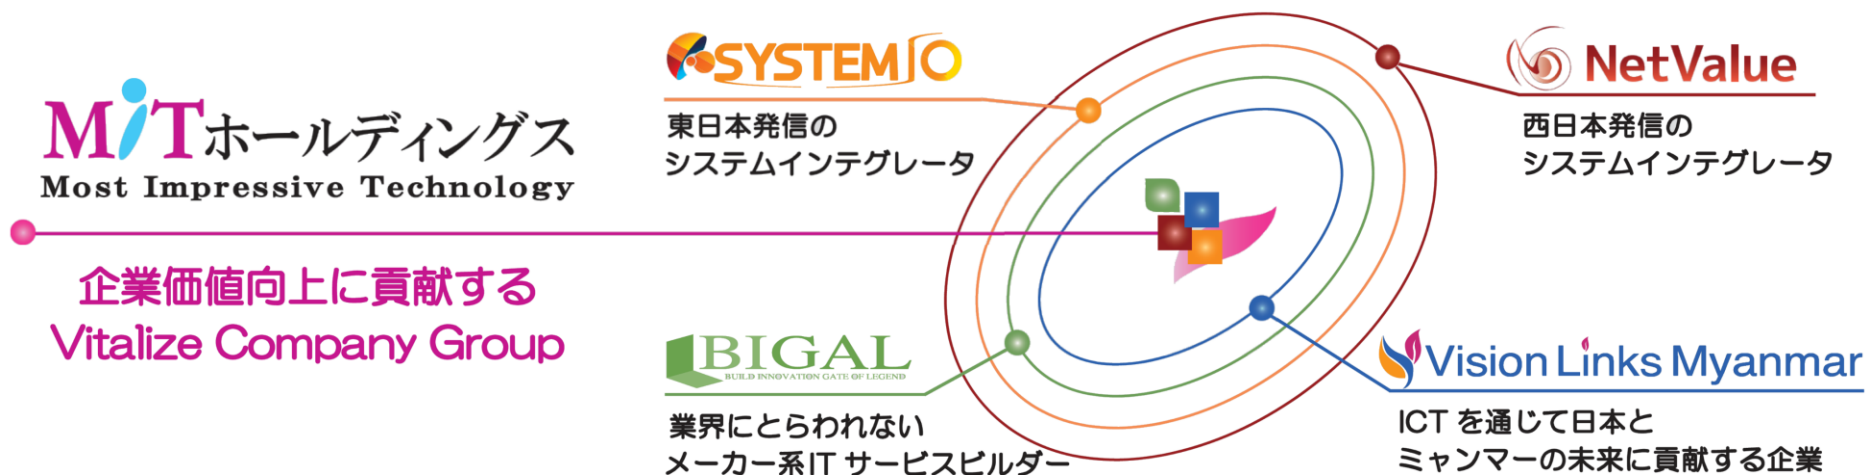 MiTホールディングス
Most Impressive Technology
企業価値向上に貢献する
Vitalize Company Group
SYSTEM IO
東日本発信の
システムインテグレータ
NetValue
西日本発信の
システムインテグレータ
BIGAL
BUILD INNOVATION GATE OF LEGEND
業界にとらわれない
メーカー系ITサービスビルダー
Vision Links Myanmar
ICTを通じて日本と
ミャンマーの未来に貢献する企業